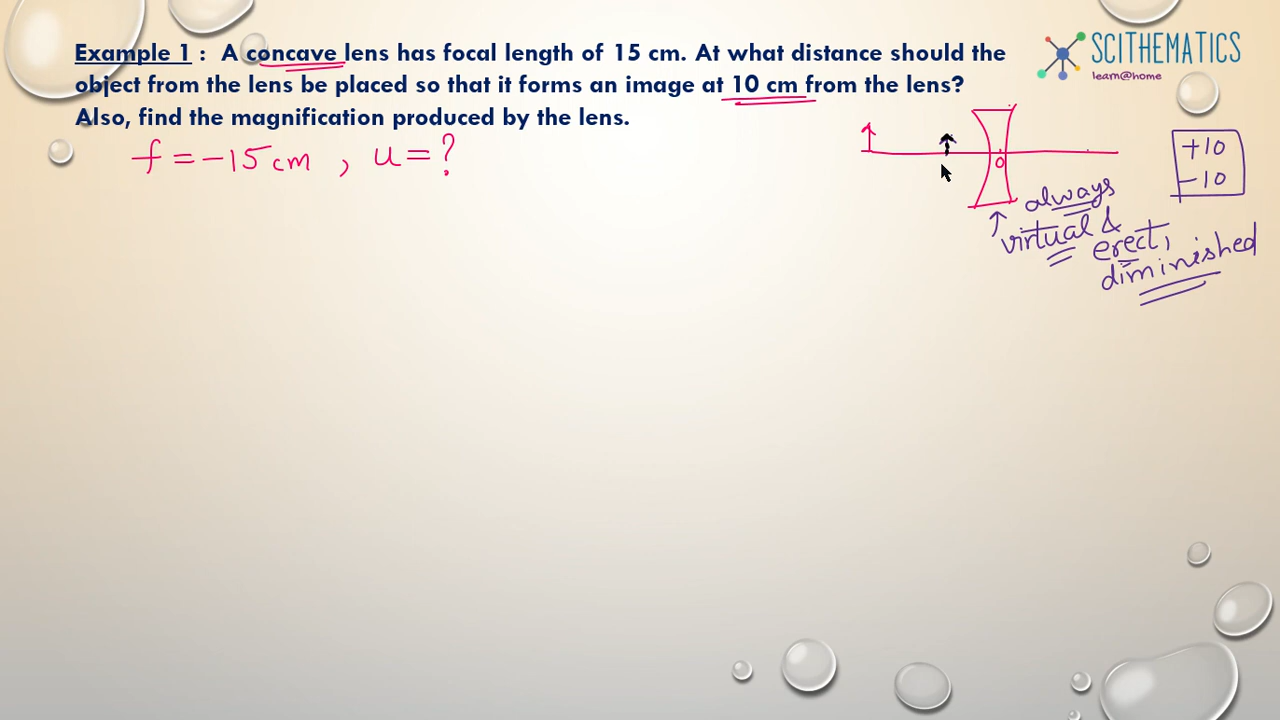 Example 1 : A concave lens has focal length of 15 cm. At what distance should the
object from the lens be placed so that it forms an image at 10 cm from the lens?
Also, find the magnification produced by the lens.
SCITHEMATICS
learn@home
f = -15 cm , u = ?
O
+10
-10
always
virtual &
erect,
diminished